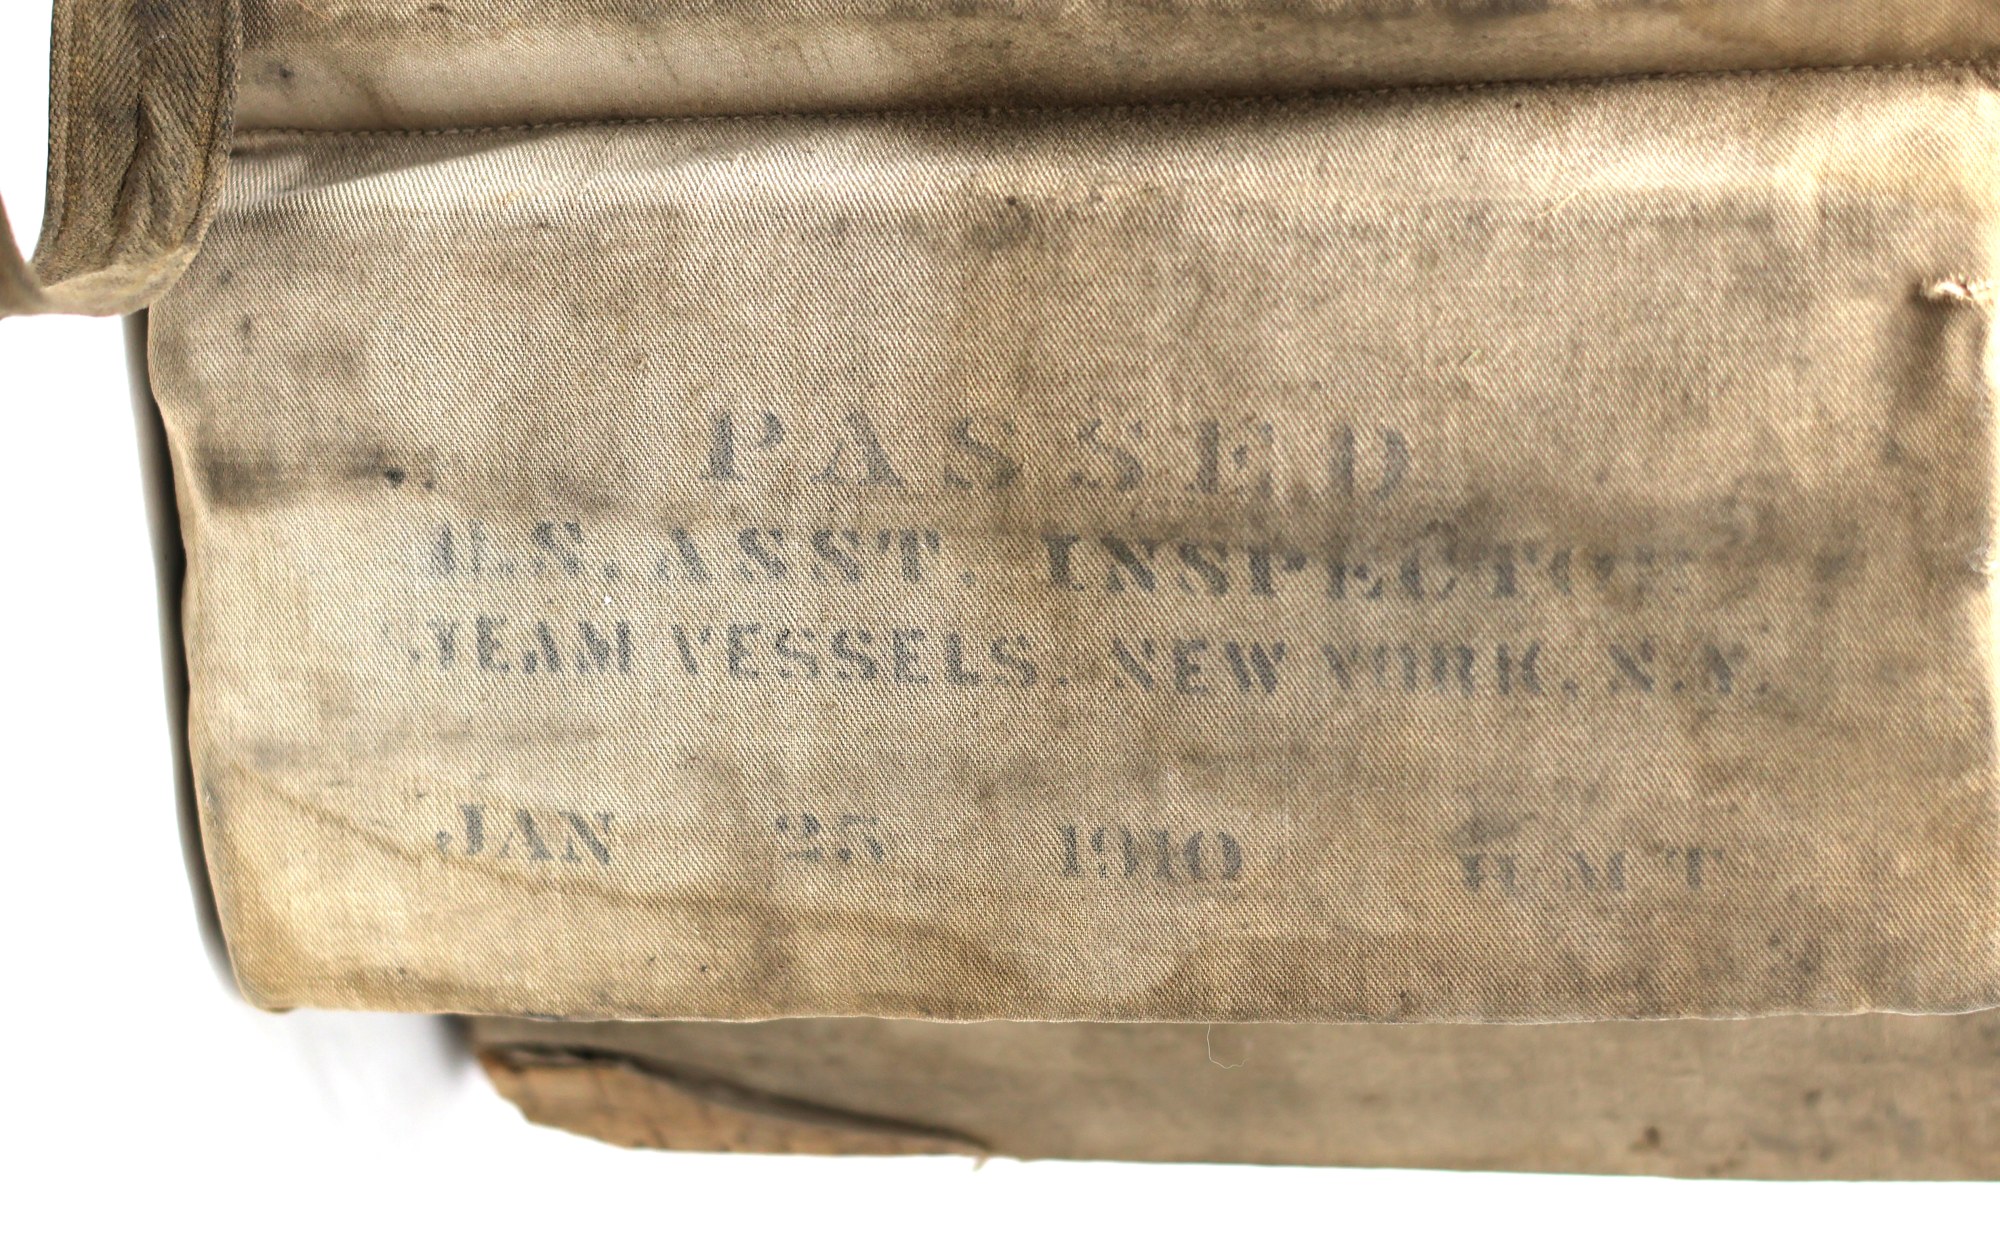 PASSED
U.S. ASST. INSPECTOR
STEAM VESSELS. NEW YORK, N.Y.
JAN 25 1910 H M T